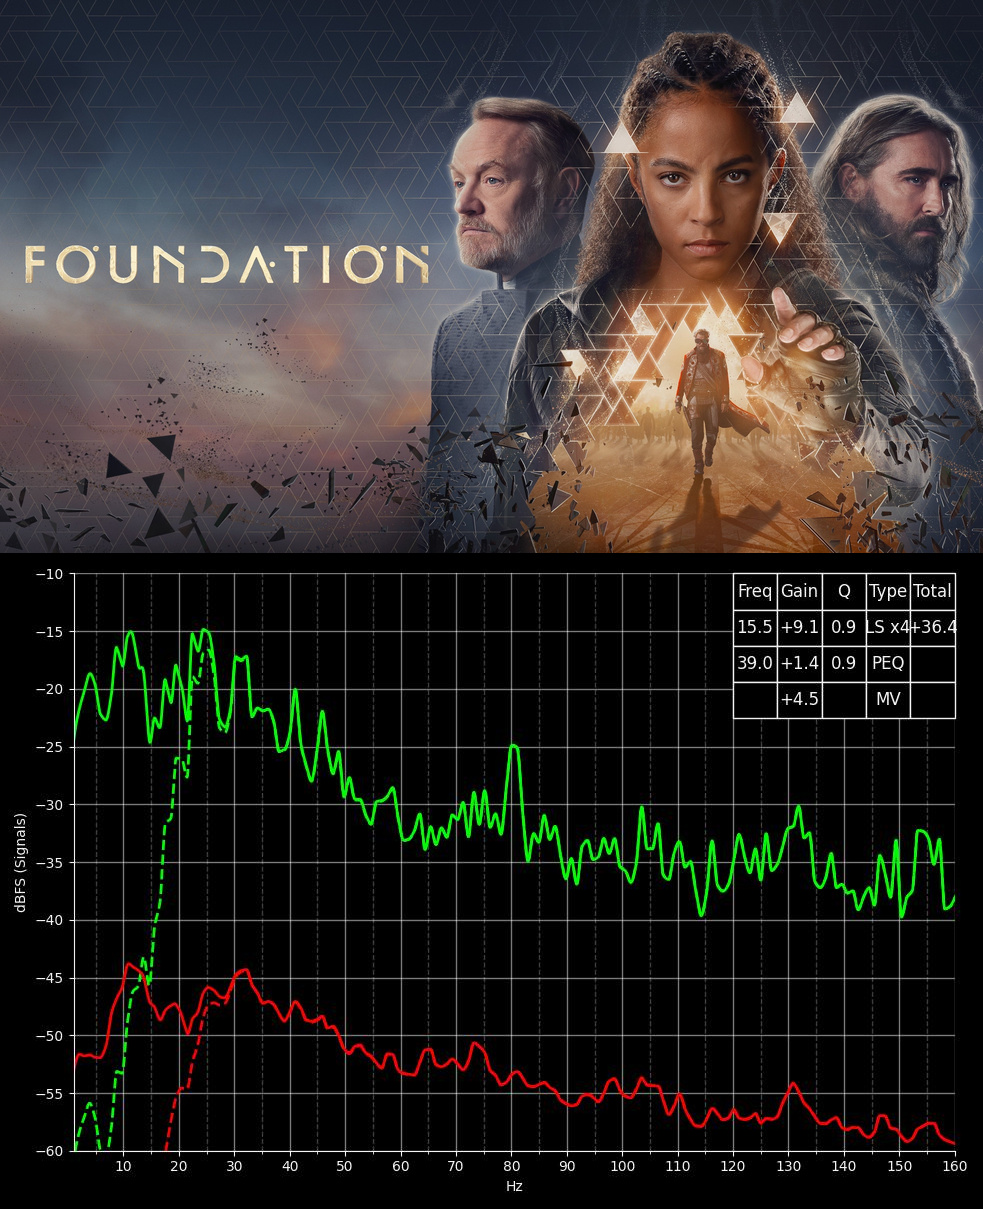 FOUNDATION
Freq Gain Q Type Total
15.5 +9.1 0.9 LS x4 +36.4
39.0 +1.4 0.9 PEQ
+4.5 MV
−10
−15
−20
−25
−30
−35
−40
−45
−50
−55
−60
dBFS (Signals)
10 20 30 40 50 60 70 80 90 100 110 120 130 140 150 160
Hz